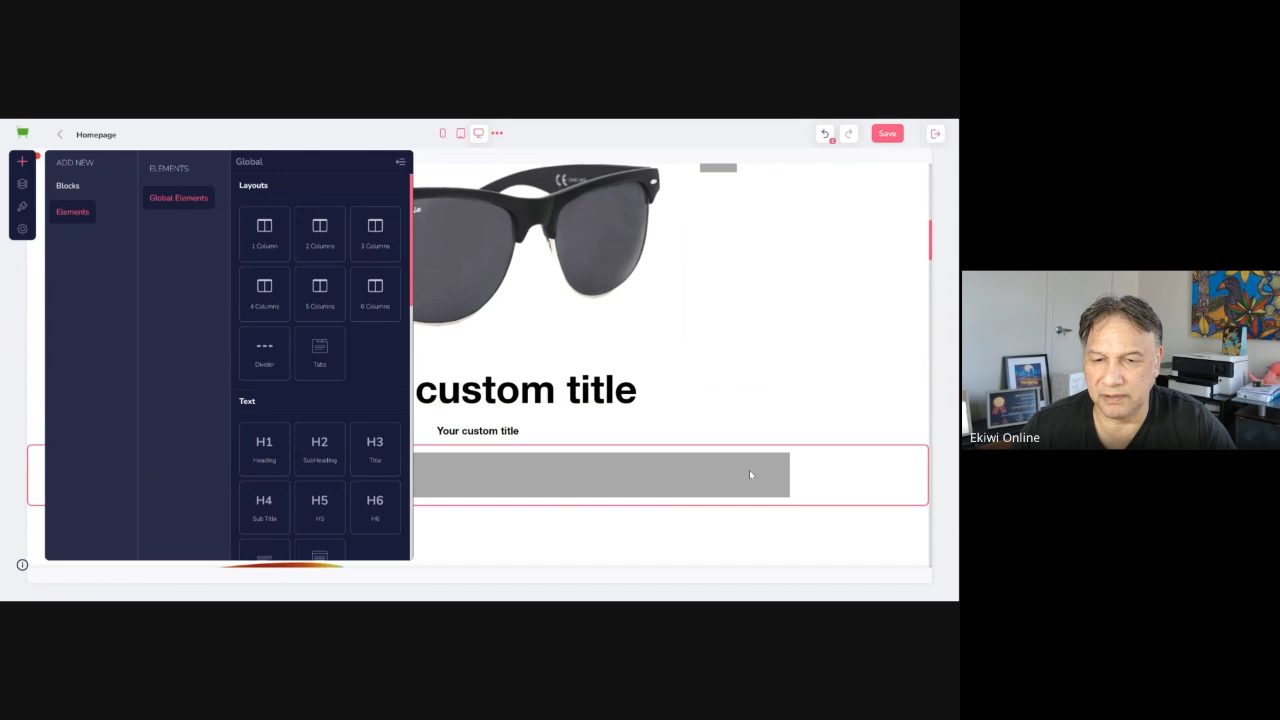 Homepage
Save
ADD NEW
Blocks
Elements
ELEMENTS
Global Elements
Global
Layouts
1 Column
2 Columns
3 Columns
4 Columns
5 Columns
6 Columns
Divider
Tabs
Text
H1
Heading
H2
SubHeading
H3
Title
H4
Sub Title
H5
H5
H6
H6
CE
custom title
Your custom title
Ekiwi Online